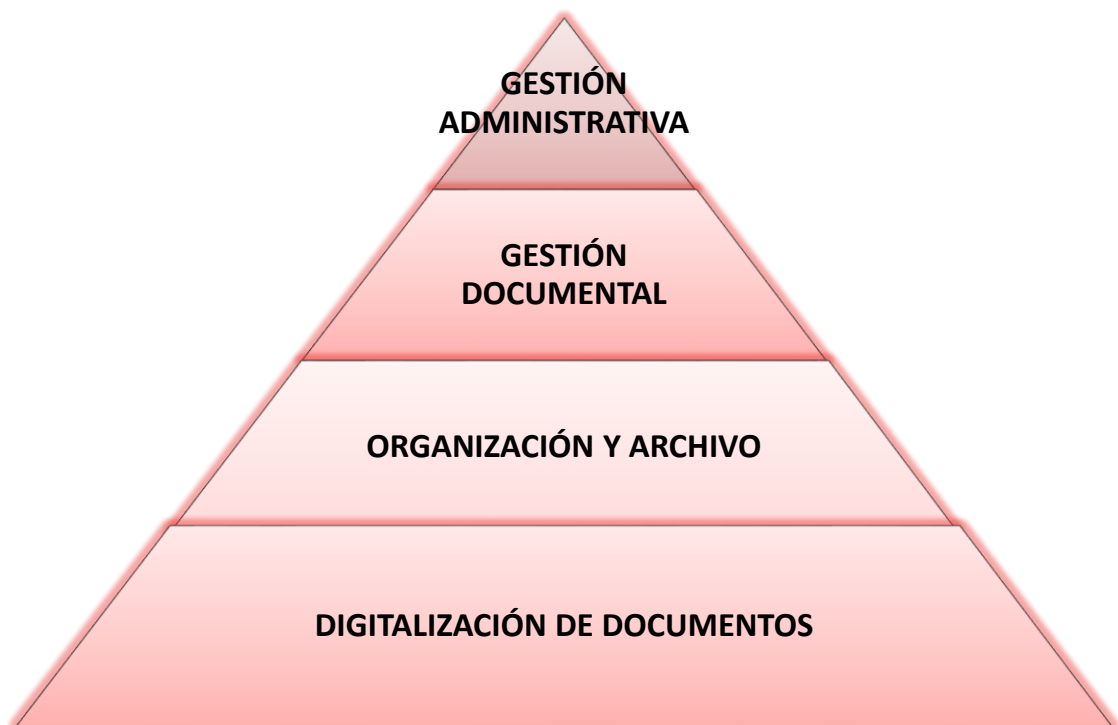 GESTIÓN
ADMINISTRATIVA
GESTIÓN
DOCUMENTAL
ORGANIZACIÓN Y ARCHIVO
DIGITALIZACIÓN DE DOCUMENTOS